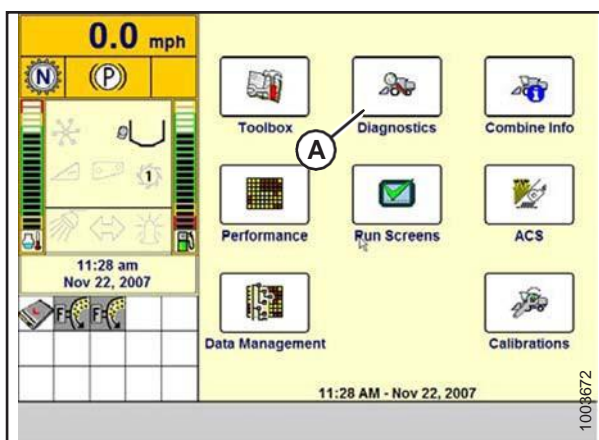 0.0 mph
N (P)
1
11:28 am
Nov 22, 2007
F F
Toolbox
Diagnostics
Combine Info
A
Performance
Run Screens
ACS
Data Management
Calibrations
11:28 AM - Nov 22, 2007
1003672